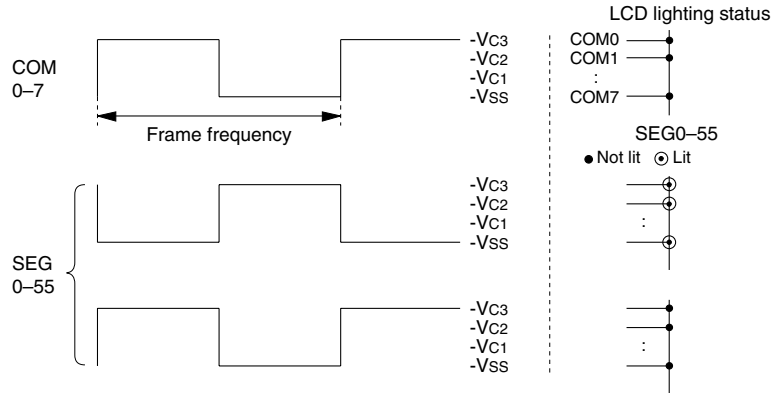 LCD lighting status
COM
0–7
-VC3
-VC2
-VC1
-VSS
Frame frequency
COM0
COM1
:
COM7
SEG0–55
● Not lit ◉ Lit
SEG
0–55
-VC3
-VC2
-VC1
-VSS
:
-VC3
-VC2
-VC1
-VSS
: